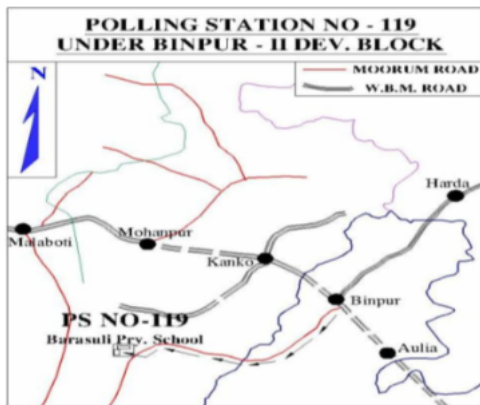 POLLING STATION NO - 119
UNDER BINPUR - II DEV. BLOCK
N
MOORUM ROAD
W.B.M. ROAD
Harda
Malaboti
Mohanpur
Kanko
Binpur
PS NO-119
Barasuli Pry. School
Aulia